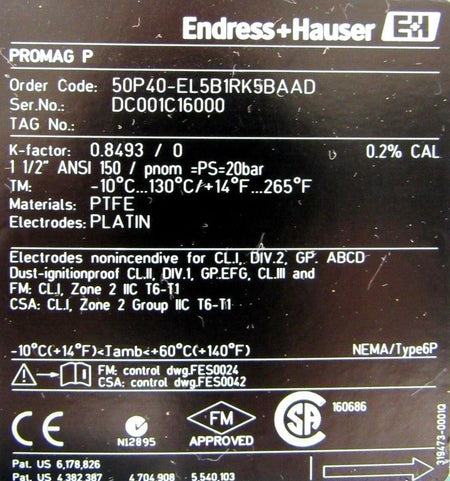 Endress+Hauser E+H
PROMAG P
Order Code: 50P40-EL5B1RK5BAAD
Ser.No.: DC001C16000
TAG No.:
K-factor: 0.8493 / 0 0.2% CAL
1 1/2" ANSI 150 / pnom =PS=20bar
TM: -10°C...130°C/+14°F...265°F
Materials: PTFE
Electrodes: PLATIN
Electrodes nonincendive for CL.I, DIV.2, GP. ABCD
Dust-ignitionproof CL.II, DIV.1, GP.EFG, CL.III and
FM: CL.I, Zone 2 IIC T6-T1
CSA: CL.I, Zone 2 Group IIC T6-T1
-10°C(+14°F)<Tamb<+60°C(+140°F) NEMA/Type6P
FM: control dwg.FES0024
CSA: control dwg.FES0042
CE N12895 FM APPROVED SA 160686
319473-0001Q
Pat. US 6,178,826
Pat. US 4,382,387 4,704,908 5,540,103